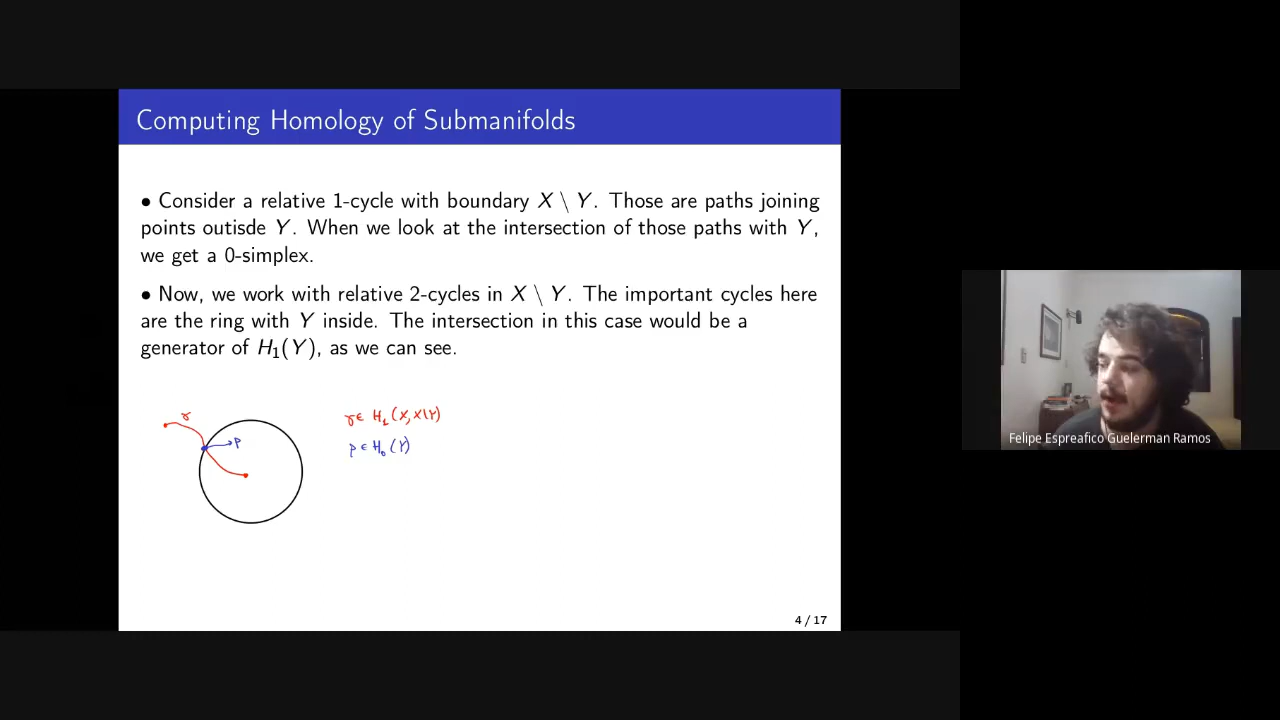 Computing Homology of Submanifolds
• Consider a relative 1-cycle with boundary X \ Y. Those are paths joining
points outisde Y. When we look at the intersection of those paths with Y,
we get a 0-simplex.
• Now, we work with relative 2-cycles in X \ Y. The important cycles here
are the ring with Y inside. The intersection in this case would be a
generator of H₁(Y), as we can see.
γ
p
γ ∈ H₁(X, X\Y)
p ∈ H₀(Y)
4 / 17
Felipe Espreafico Guelerman Ramos